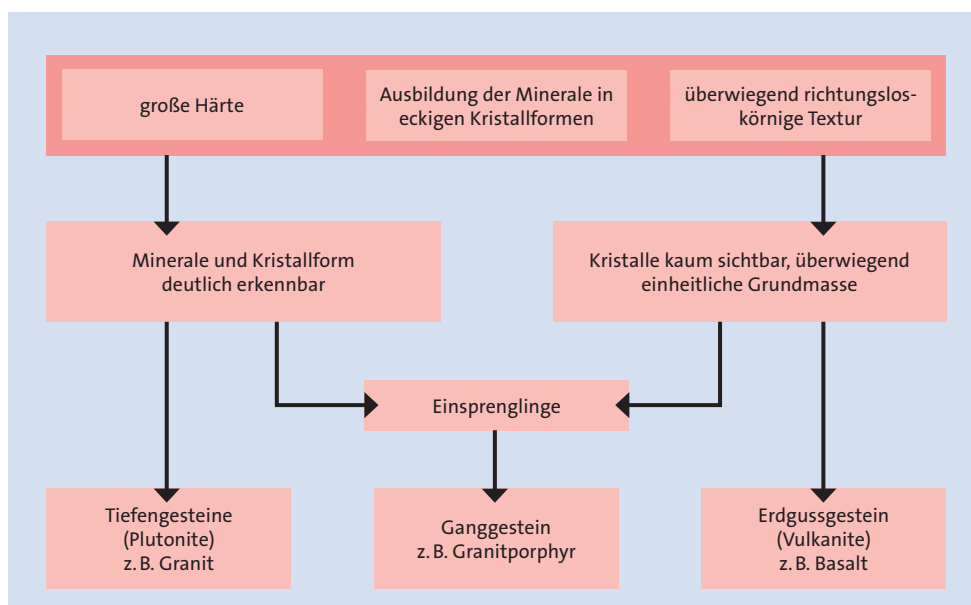 große Härte
Ausbildung der Minerale in
eckigen Kristallformen
überwiegend richtungslos-
körnige Textur
Minerale und Kristallform
deutlich erkennbar
Kristalle kaum sichtbar, überwiegend
einheitliche Grundmasse
Einsprenglinge
Tiefengesteine
(Plutonite)
z. B. Granit
Ganggestein
z. B. Granitporphyr
Erdgussgestein
(Vulkanite)
z. B. Basalt